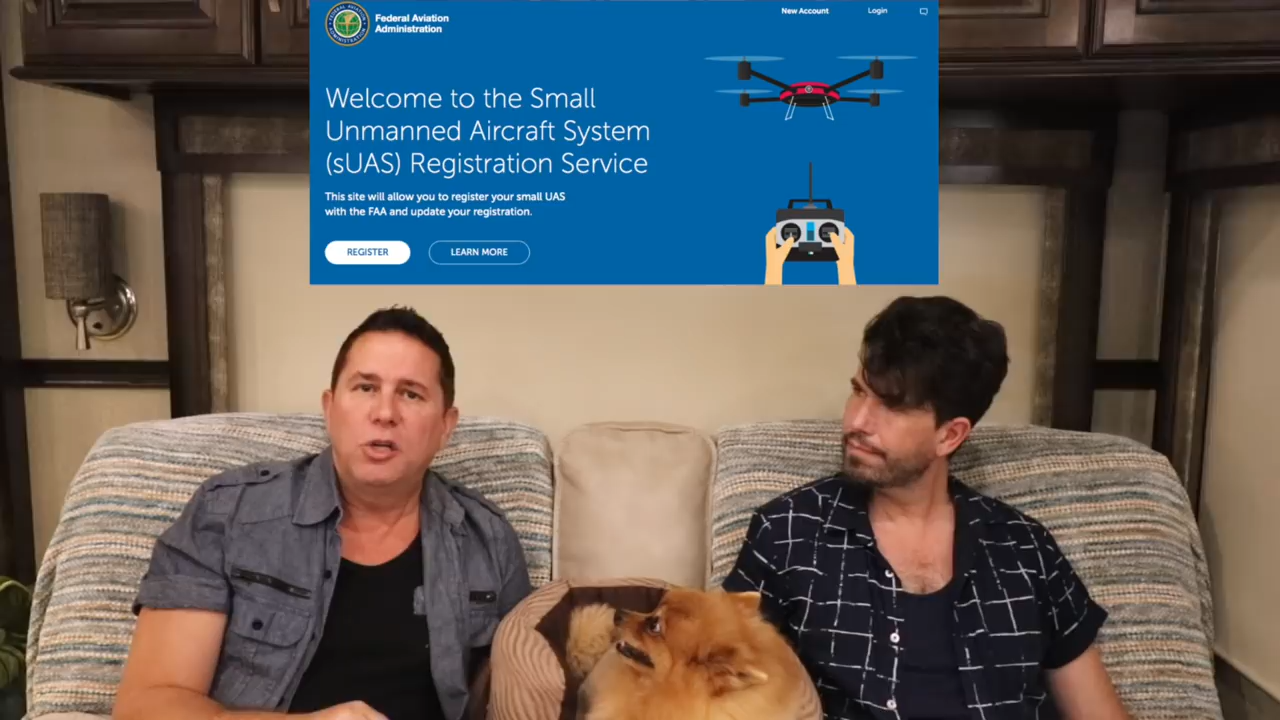 Federal Aviation
Administration
New Account
Login
Welcome to the Small
Unmanned Aircraft System
(sUAS) Registration Service
This site will allow you to register your small UAS
with the FAA and update your registration.
REGISTER
LEARN MORE